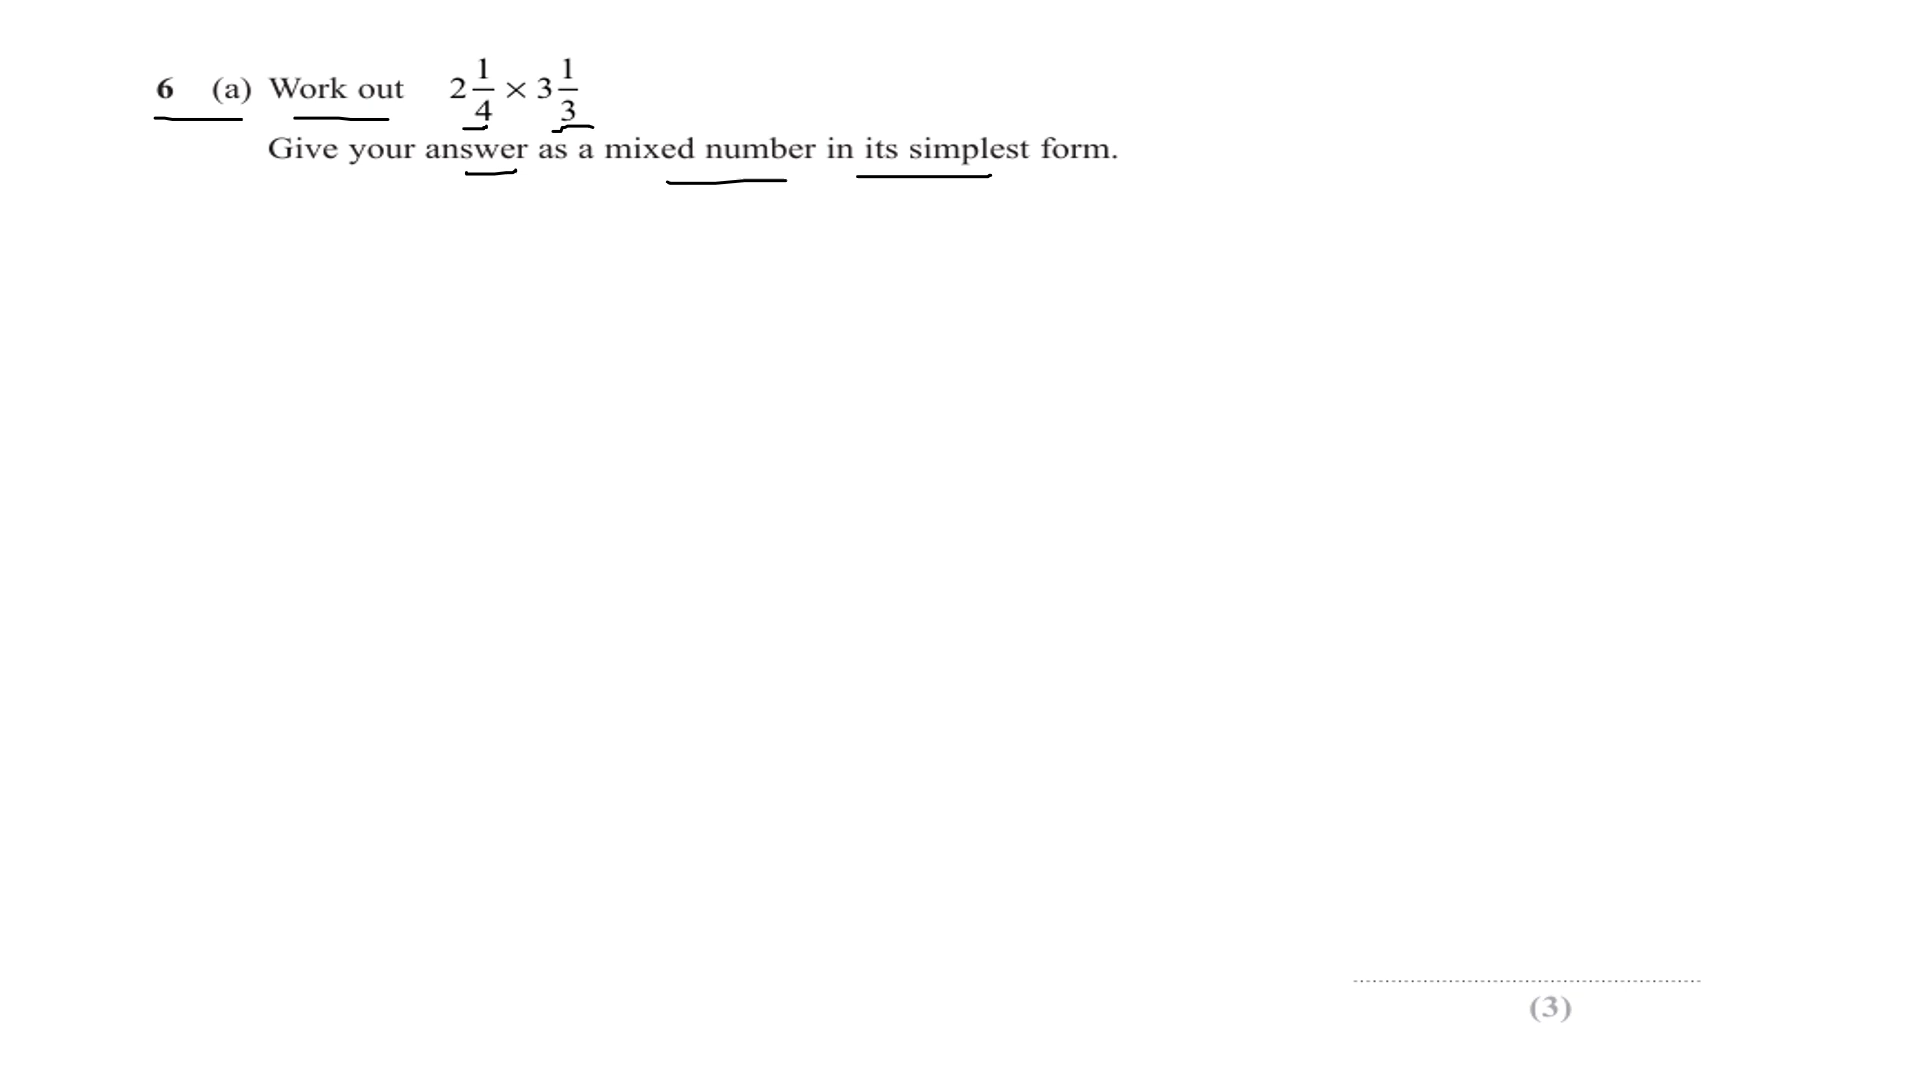 6 (a) Work out 2 1/4 × 3 1/3
Give your answer as a mixed number in its simplest form.
(3)